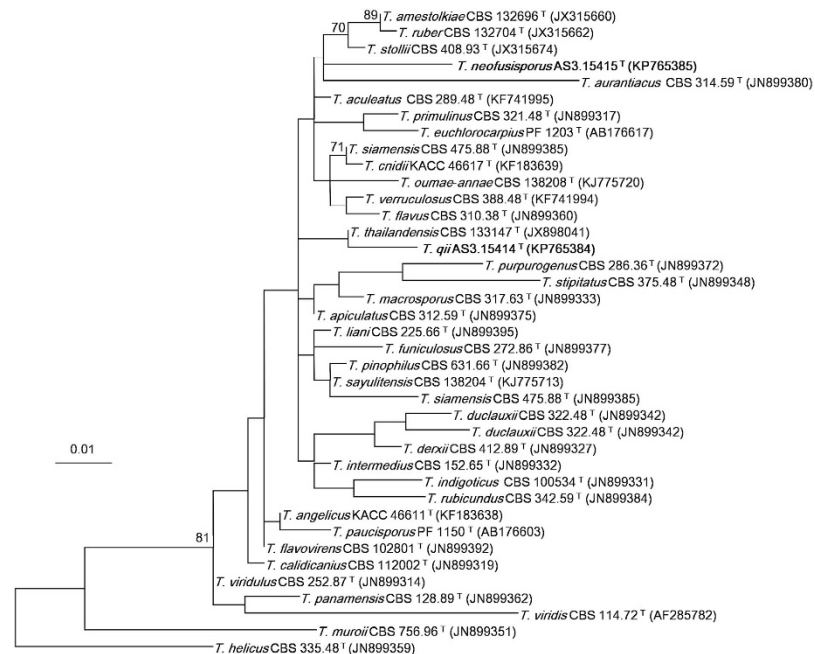 89 T. amestolkiae CBS 132696 T (JX315660)
70 T. ruber CBS 132704 T (JX315662)
T. stollii CBS 408.93 T (JX315674)
T. neofusisporus AS3.15415 T (KP765385)
T. aurantiacus CBS 314.59 T (JN899380)
T. aculeatus CBS 289.48 T (KF741995)
T. primulinus CBS 321.48 T (JN899317)
T. euchlorocarpius PF 1203 T (AB176617)
71 T. siamensis CBS 475.88 T (JN899385)
T. cnidii KACC 46617 T (KF183639)
T. oumae-annae CBS 138208 T (KJ775720)
T. verruculosus CBS 388.48 T (KF741994)
T. flavus CBS 310.38 T (JN899360)
T. thailandensis CBS 133147 T (JX898041)
T. qii AS3.15414 T (KP765384)
T. purpurogenus CBS 286.36 T (JN899372)
T. stipitatus CBS 375.48 T (JN899348)
T. macrosporus CBS 317.63 T (JN899333)
T. apiculatus CBS 312.59 T (JN899375)
T. liani CBS 225.66 T (JN899395)
T. funiculosus CBS 272.86 T (JN899377)
T. pinophilus CBS 631.66 T (JN899382)
T. sayulitensis CBS 138204 T (KJ775713)
T. siamensis CBS 475.88 T (JN899385)
T. duclauxii CBS 322.48 T (JN899342)
T. duclauxii CBS 322.48 T (JN899342)
T. derxii CBS 412.89 T (JN899327)
0.01
T. intermedius CBS 152.65 T (JN899332)
T. indigoticus CBS 100534 T (JN899331)
T. rubicundus CBS 342.59 T (JN899384)
T. angelicus KACC 46611 T (KF183638)
T. paucisporus PF 1150 T (AB176603)
81
T. flavovirens CBS 102801 T (JN899392)
T. calidicanius CBS 112002 T (JN899319)
T. viridulus CBS 252.87 T (JN899314)
T. panamensis CBS 128.89 T (JN899362)
T. viridis CBS 114.72 T (AF285782)
T. muroii CBS 756.96 T (JN899351)
T. helicus CBS 335.48 T (JN899359)